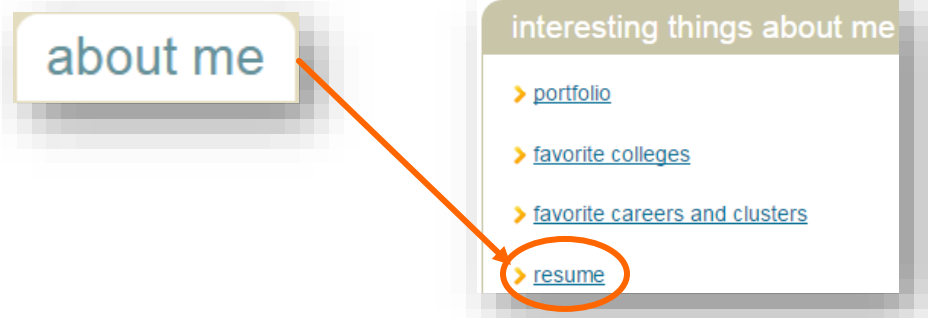 about me
interesting things about me
portfolio
favorite colleges
favorite careers and clusters
resume